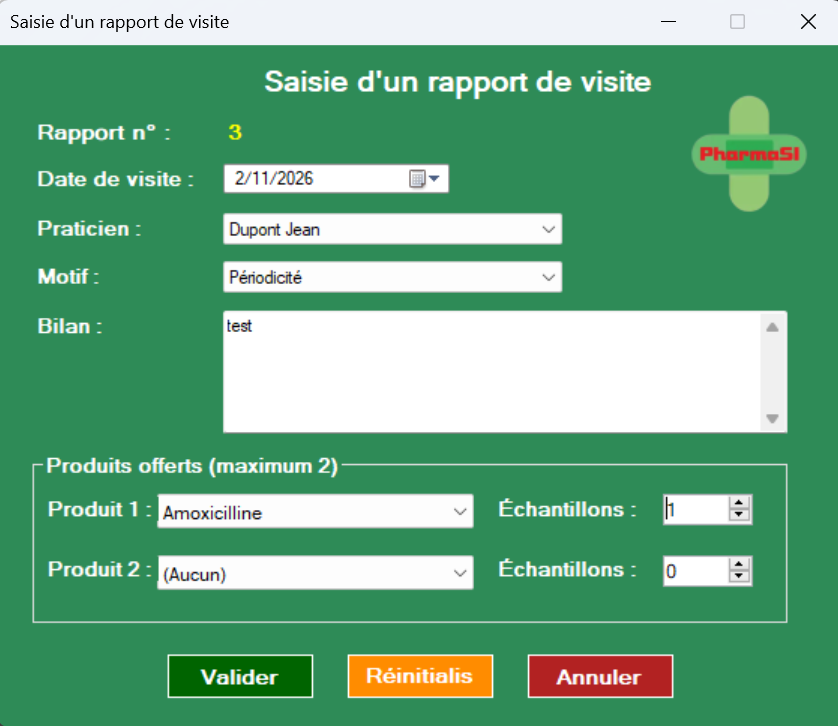 Saisie d'un rapport de visite
Saisie d'un rapport de visite
Rapport n° : 3
PharmaSI
Date de visite : 2/11/2026
Praticien : Dupont Jean
Motif : Périodicité
Bilan : test
Produits offerts (maximum 2)
Produit 1 : Amoxicilline Échantillons : 1
Produit 2 : (Aucun) Échantillons : 0
Valider Réinitialis Annuler